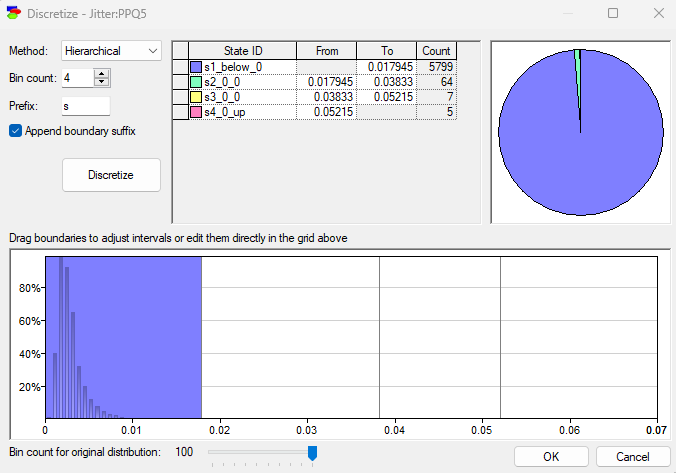 Discretize - Jitter:PPQ5
Method: Hierarchical
Bin count: 4
Prefix: s
Append boundary suffix
Discretize
State ID From To Count
s1_below_0 0.017945 5799
s2_0_0 0.017945 0.03833 64
s3_0_0 0.03833 0.05215 7
s4_0_up 0.05215 5
Drag boundaries to adjust intervals or edit them directly in the grid above
80%
60%
40%
20%
0 0.01 0.02 0.03 0.04 0.05 0.06 0.07
Bin count for original distribution: 100
OK Cancel